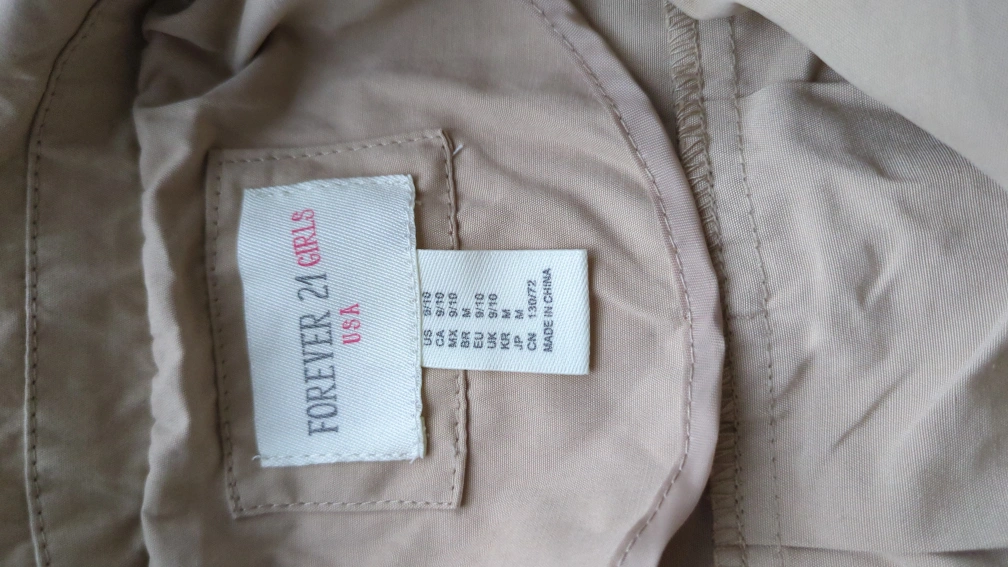 FOREVER 21 GIRLS
USA
US 9/10
CA 9/10
MX 9/10
BR M
EU 9/10
UK 9/10
KR M
JP M
CN 130/72
MADE IN CHINA